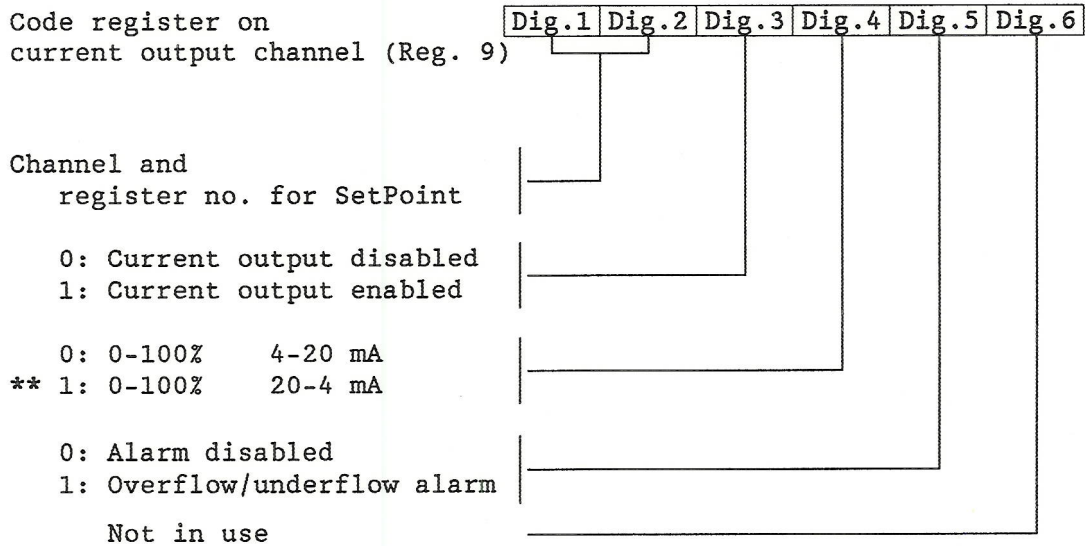 Code register on Dig.1 Dig.2 Dig.3 Dig.4 Dig.5 Dig.6
current output channel (Reg. 9)
Channel and
register no. for SetPoint
0: Current output disabled
1: Current output enabled
0: 0-100% 4-20 mA
** 1: 0-100% 20-4 mA
0: Alarm disabled
1: Overflow/underflow alarm
Not in use